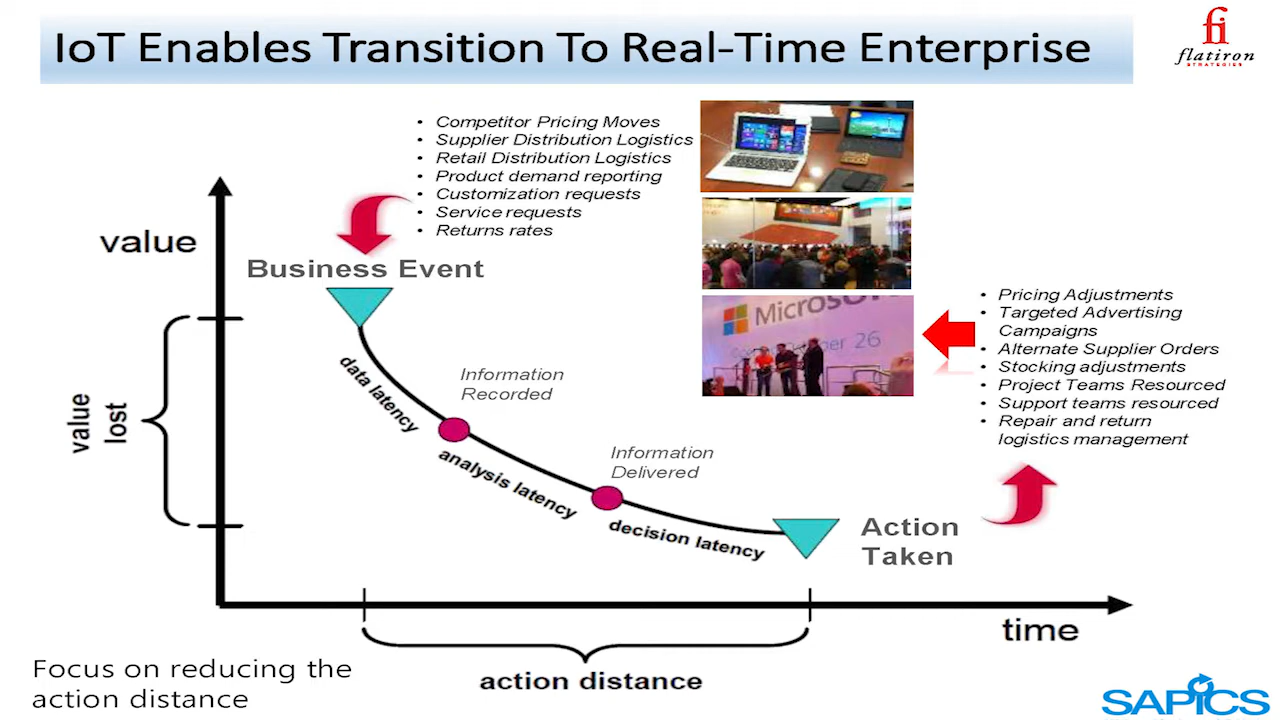 IoT Enables Transition To Real-Time Enterprise
fi
flatiron
STRATEGIES
• Competitor Pricing Moves
• Supplier Distribution Logistics
• Retail Distribution Logistics
• Product demand reporting
• Customization requests
• Service requests
• Returns rates
value
Business Event
Microsoft
26
• Pricing Adjustments
• Targeted Advertising
Campaigns
• Alternate Supplier Orders
• Stocking adjustments
• Project Teams Resourced
• Support teams resourced
• Repair and return
logistics management
value
lost
data latency
Information
Recorded
analysis latency
Information
Delivered
decision latency
Action
Taken
time
action distance
Focus on reducing the
action distance
SAPICS